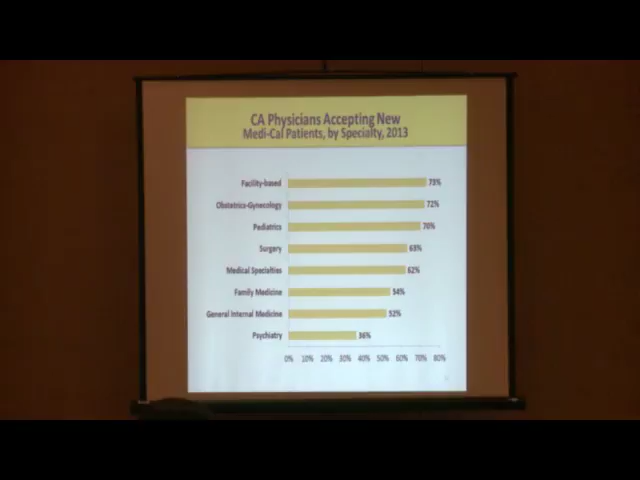 CA Physicians Accepting New
Medi-Cal Patients, by Specialty, 2013
Facility-based 73%
Obstetrics-Gynecology 72%
Pediatrics 70%
Surgery 63%
Medical Specialties 62%
Family Medicine 54%
General Internal Medicine 52%
Psychiatry 36%
0% 10% 20% 30% 40% 50% 60% 70% 80%